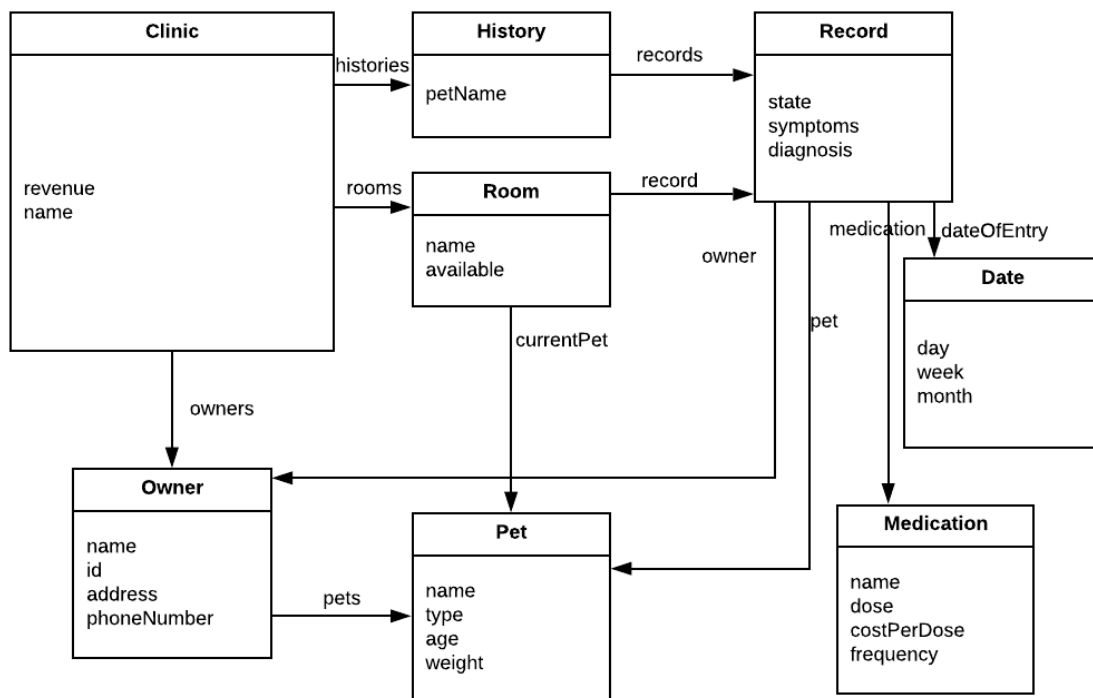 Clinic
revenue
name
histories
History
petName
records
Record
state
symptoms
diagnosis
rooms
Room
name
available
record
owner
pet
medication
dateOfEntry
Date
day
week
month
currentPet
owners
Owner
name
id
address
phoneNumber
pets
Pet
name
type
age
weight
Medication
name
dose
costPerDose
frequency